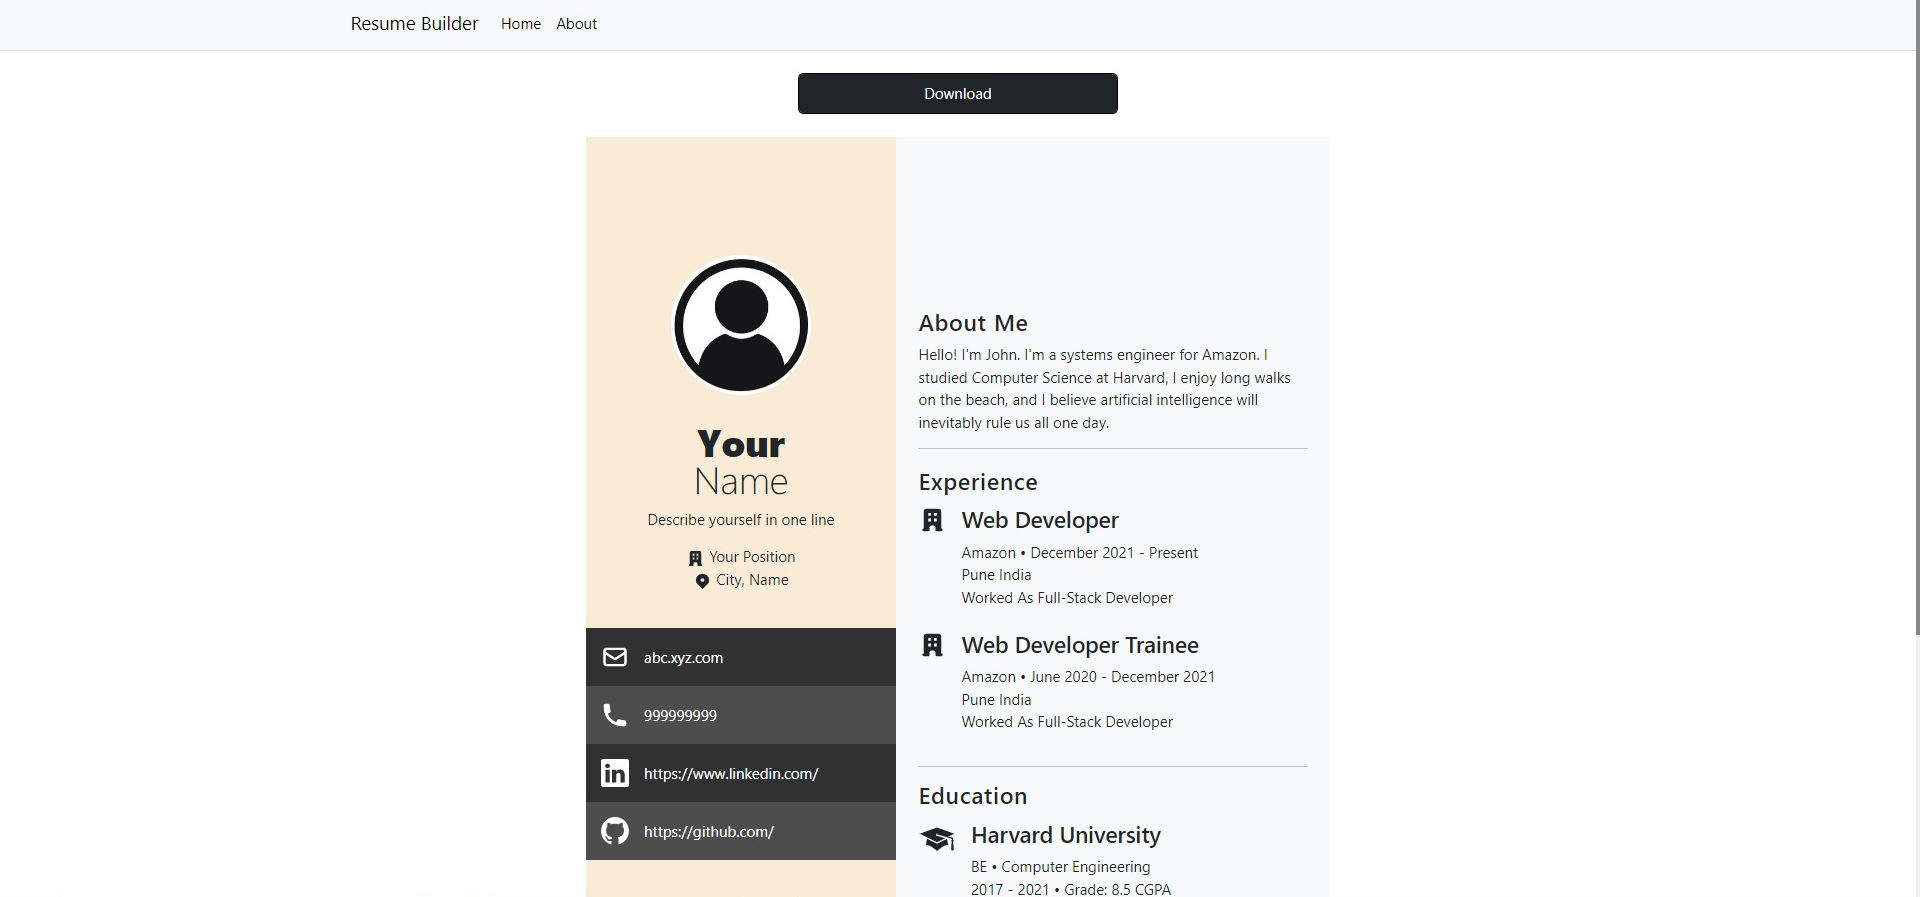 Resume Builder Home About
Download
Your
Name
Describe yourself in one line
Your Position
City, Name
abc.xyz.com
999999999
https://www.linkedin.com/
https://github.com/
About Me
Hello! I'm John. I'm a systems engineer for Amazon. I
studied Computer Science at Harvard, I enjoy long walks
on the beach, and I believe artificial intelligence will
inevitably rule us all one day.
Experience
Web Developer
Amazon • December 2021 - Present
Pune India
Worked As Full-Stack Developer
Web Developer Trainee
Amazon • June 2020 - December 2021
Pune India
Worked As Full-Stack Developer
Education
Harvard University
BE • Computer Engineering
2017 - 2021 • Grade: 8.5 CGPA